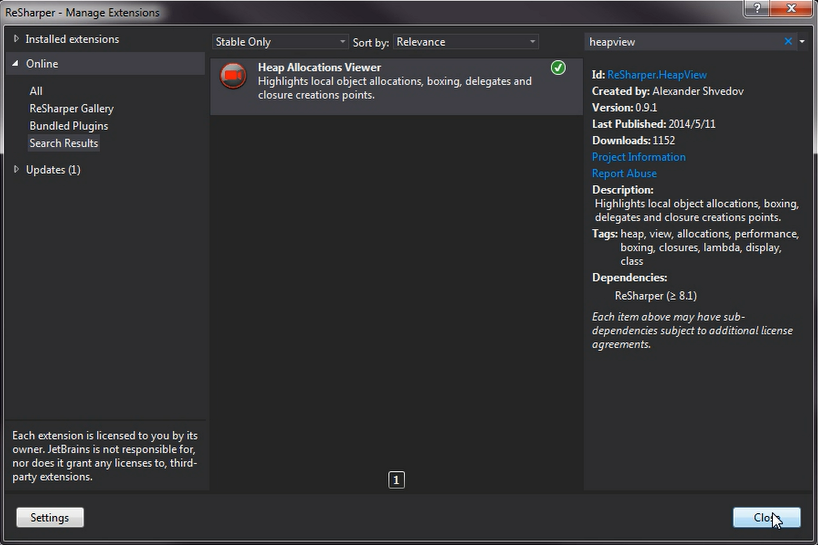 ReSharper - Manage Extensions
?
Installed extensions
Online
All
ReSharper Gallery
Bundled Plugins
Search Results
Updates (1)
Each extension is licensed to you by its
owner. JetBrains is not responsible for,
nor does it grant any licenses to, third-
party extensions.
Settings
Stable Only
Sort by: Relevance
Heap Allocations Viewer
Highlights local object allocations, boxing, delegates and
closure creations points.
1
heapview
Id: ReSharper.HeapView
Created by: Alexander Shvedov
Version: 0.9.1
Last Published: 2014/5/11
Downloads: 1152
Project Information
Report Abuse
Description:
Highlights local object allocations, boxing,
delegates and closure creations points.
Tags: heap, view, allocations, performance,
boxing, closures, lambda, display,
class
Dependencies:
ReSharper (≥ 8.1)
Each item above may have sub-
dependencies subject to additional license
agreements.
Close